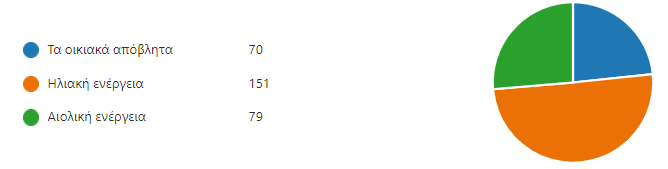 Τα οικιακά απόβλητα 70
Ηλιακή ενέργεια 151
Αιολική ενέργεια 79